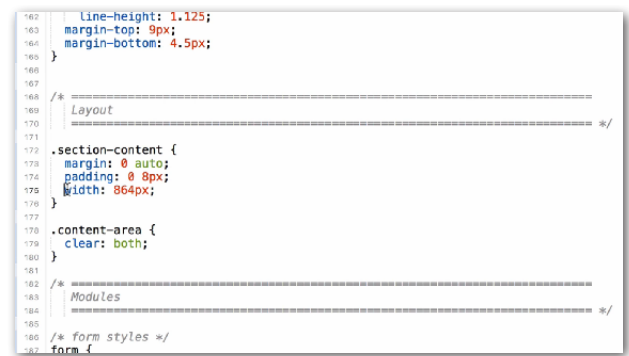 162 line-height: 1.125;
163 margin-top: 9px;
164 margin-bottom: 4.5px;
165 }
166
167
168 /* ==========================================================
169 Layout
170 ========================================================== */
171
172 .section-content {
173 margin: 0 auto;
174 padding: 0 8px;
175 width: 864px;
176 }
177
178 .content-area {
179 clear: both;
180 }
181
182 /* ==========================================================
183 Modules
184 ========================================================== */
185
186 /* form styles */
187 form {